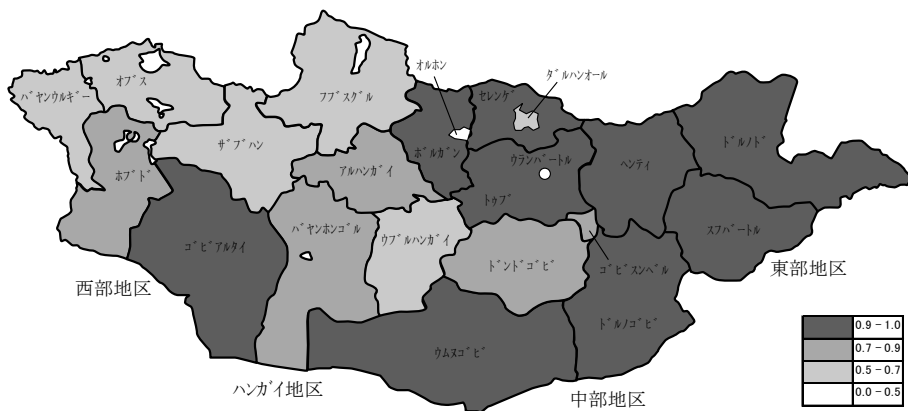 オルホン
ﾀﾞﾙﾊﾝｵｰﾙ
ｵﾌﾞｽ
ﾊﾞﾔﾝｳﾙｷﾞｰ
ﾌﾌﾞｽｸﾞﾙ
ｾﾚﾝｹﾞ
ﾄﾞﾙﾉﾄﾞ
ｻﾞﾌﾞﾊﾝ
ﾎﾞﾙｶﾞﾝ
ｳﾗﾝﾊﾞｰﾄﾙ
ﾍﾝﾃｨ
ﾎﾌﾞﾄﾞ
ｱﾙﾊﾝｶﾞｲ
ﾄｩﾌﾞ
ﾊﾞﾔﾝﾎﾝｺﾞﾙ
ｽﾌﾊﾞｰﾄﾙ
ｺﾞﾋﾞｱﾙﾀｲ
ｳﾌﾞﾙﾊﾝｶﾞｲ
ﾄﾞﾝﾄﾞｺﾞﾋﾞ
ｺﾞﾋﾞｽﾝﾍﾞﾙ
東部地区
西部地区
ﾄﾞﾙﾉｺﾞﾋﾞ
ｳﾑﾇｺﾞﾋﾞ
ハンガイ地区
中部地区
0.9 - 1.0
0.7 - 0.9
0.5 - 0.7
0.0 - 0.5